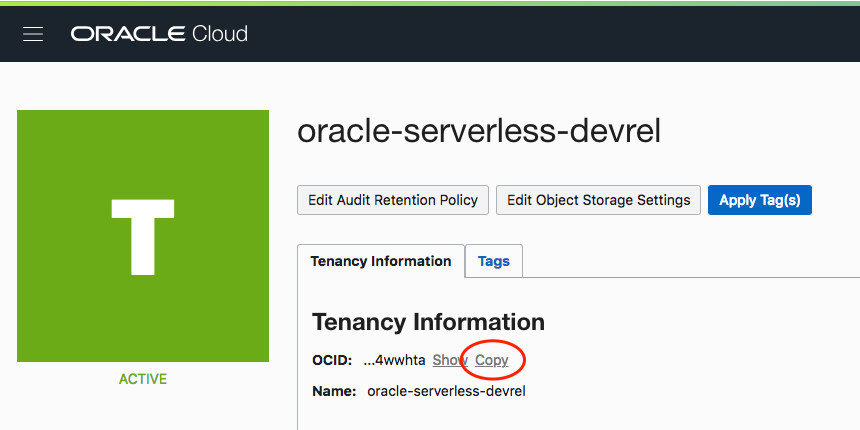 ORACLE Cloud
T
ACTIVE
oracle-serverless-devrel
Edit Audit Retention Policy Edit Object Storage Settings Apply Tag(s)
Tenancy Information Tags
Tenancy Information
OCID: ...4wwhta Show Copy
Name: oracle-serverless-devrel